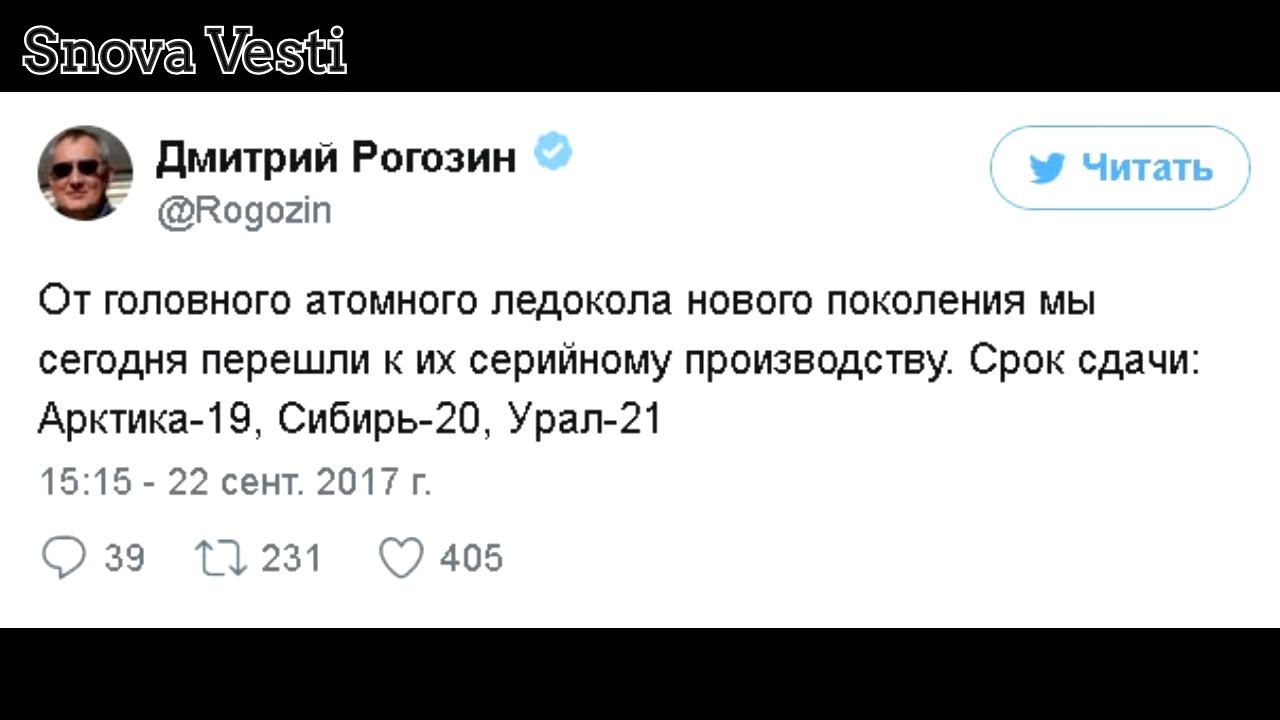 Snova Vesti
Дмитрий Рогозин
@Rogozin
Читать
От головного атомного ледокола нового поколения мы
сегодня перешли к их серийному производству. Срок сдачи:
Арктика-19, Сибирь-20, Урал-21
15:15 - 22 сент. 2017 г.
39 231 405